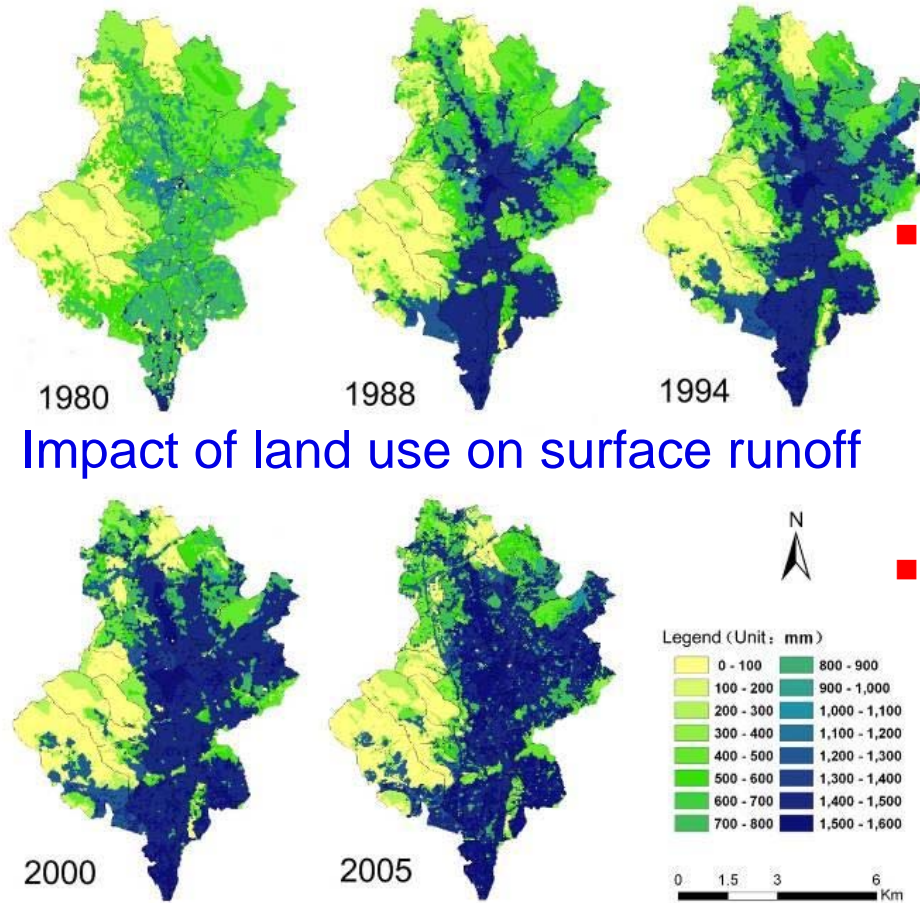 1980
1988
1994
Impact of land use on surface runoff
2000
2005
N
Legend (Unit: mm)
0 - 100
100 - 200
200 - 300
300 - 400
400 - 500
500 - 600
600 - 700
700 - 800
800 - 900
900 - 1,000
1,000 - 1,100
1,100 - 1,200
1,200 - 1,300
1,300 - 1,400
1,400 - 1,500
1,500 - 1,600
0 1.5 3 6
Km